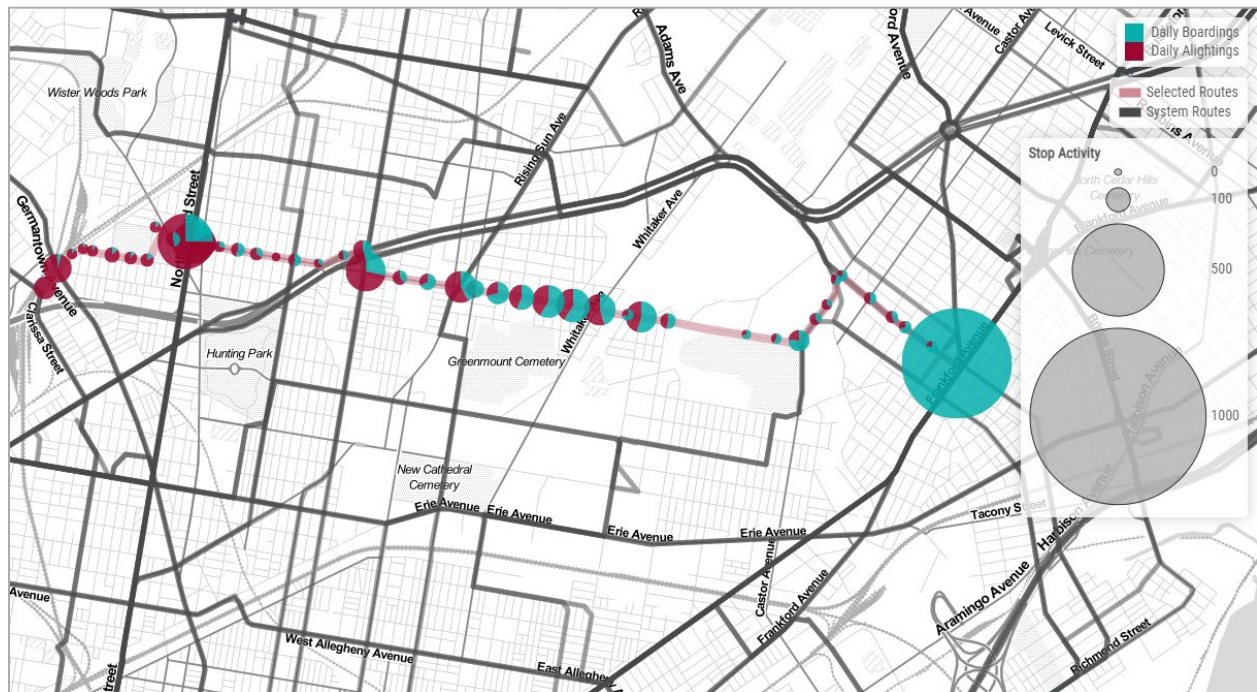 Daily Boardings
Daily Alightings
Selected Routes
System Routes
Stop Activity
0
100
500
1000
Wister Woods Park
Adams Ave
Levick Street
Rising Sun Ave
Whitaker Ave
Germantown Avenue
Clarissa Street
Hunting Park
Greenmount Cemetery
North Cedar Hills
Cemetery
Frankford Avenue
Frankford Avenue
New Cathedral
Cemetery
Erie Avenue
Erie Avenue
Erie Avenue
Erie Avenue
Tacony Street
Harbison Avenue
Harbison Avenue
Castor Avenue
Frankford Avenue
Aramingo Avenue
Richmond Street
Avenue
West Allegheny Avenue
East Allegheny
Street